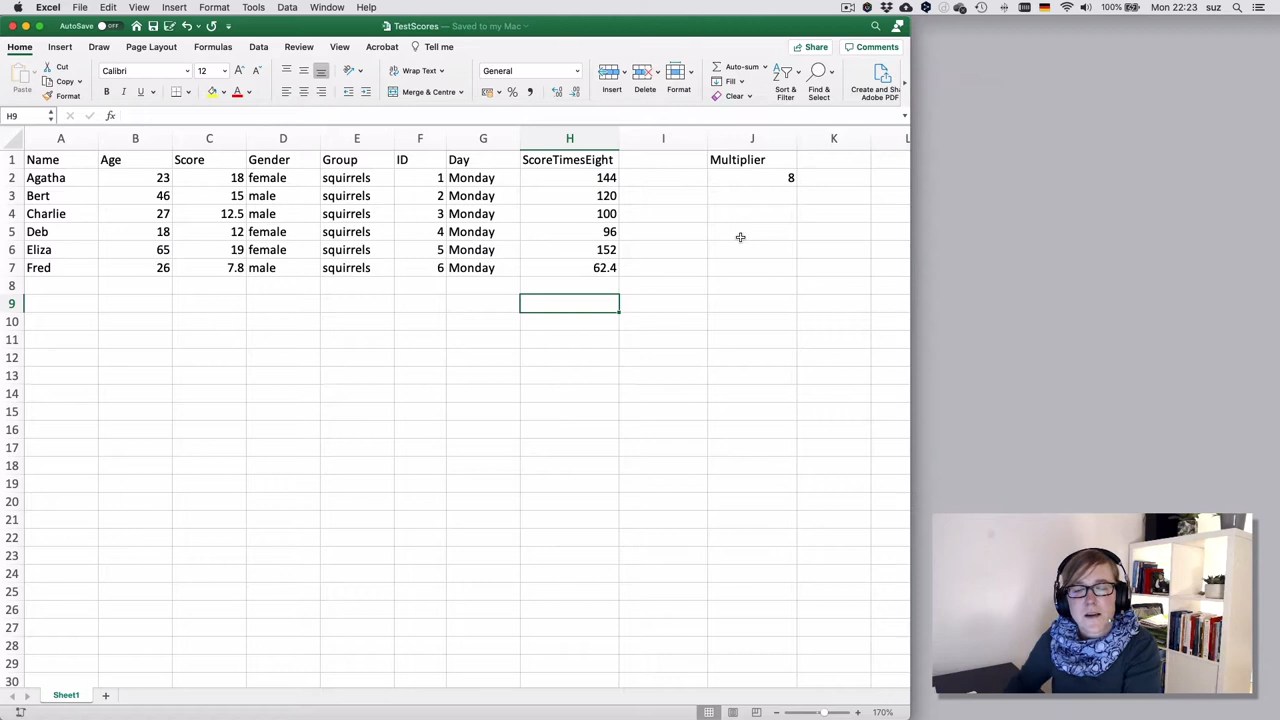 Excel File Edit View Insert Format Tools Data Window Help 100% Mon 22:23 suz
AutoSave OFF TestScores — Saved to my Mac
Home Insert Draw Page Layout Formulas Data Review View Acrobat Tell me Share Comments
Paste Cut Copy Format Calibri 12 Wrap Text General Insert Delete Format Auto-sum Fill Clear Sort & Filter Find & Select Create and Sha Adobe PDF
B I U Merge & Centre
H9 fx
A B C D E F G H I J K L
1 Name Age Score Gender Group ID Day ScoreTimesEight Multiplier
2 Agatha 23 18 female squirrels 1 Monday 144 8
3 Bert 46 15 male squirrels 2 Monday 120
4 Charlie 27 12.5 male squirrels 3 Monday 100
5 Deb 18 12 female squirrels 4 Monday 96
6 Eliza 65 19 female squirrels 5 Monday 152
7 Fred 26 7.8 male squirrels 6 Monday 62.4
8
9
10
11
12
13
14
15
16
17
18
19
20
21
22
23
24
25
26
27
28
29
30
Sheet1
170%